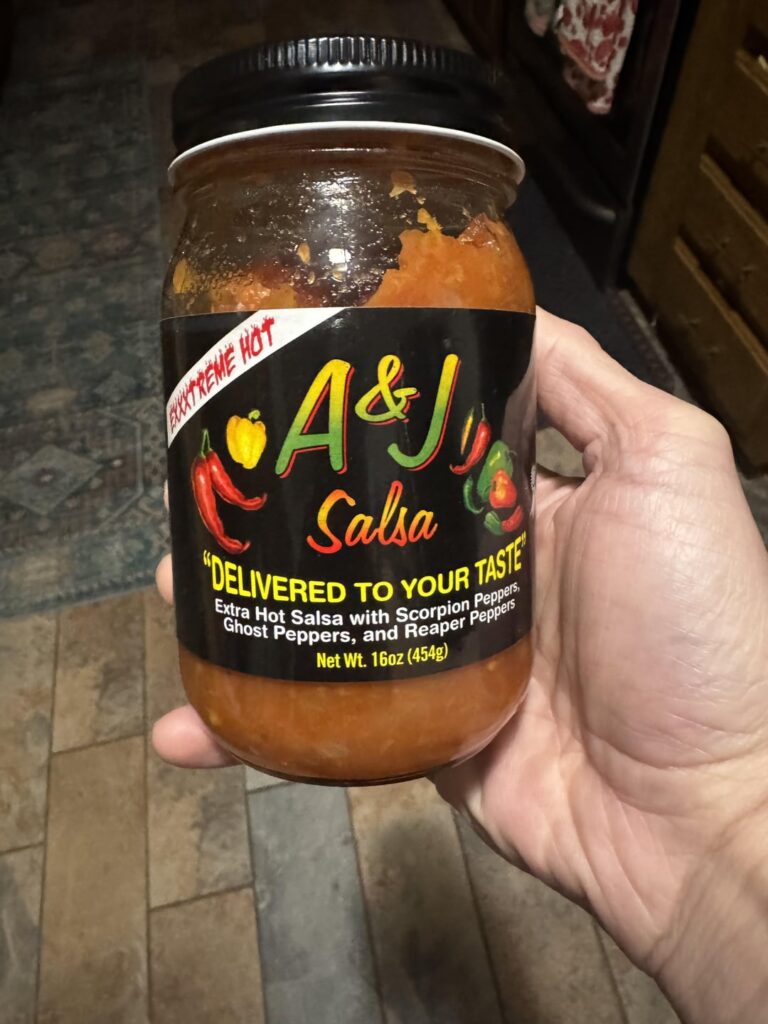 EXXXTREME HOT
A&J
Salsa
"DELIVERED TO YOUR TASTE"
Extra Hot Salsa with Scorpion Peppers,
Ghost Peppers, and Reaper Peppers
Net Wt. 16oz (454g)